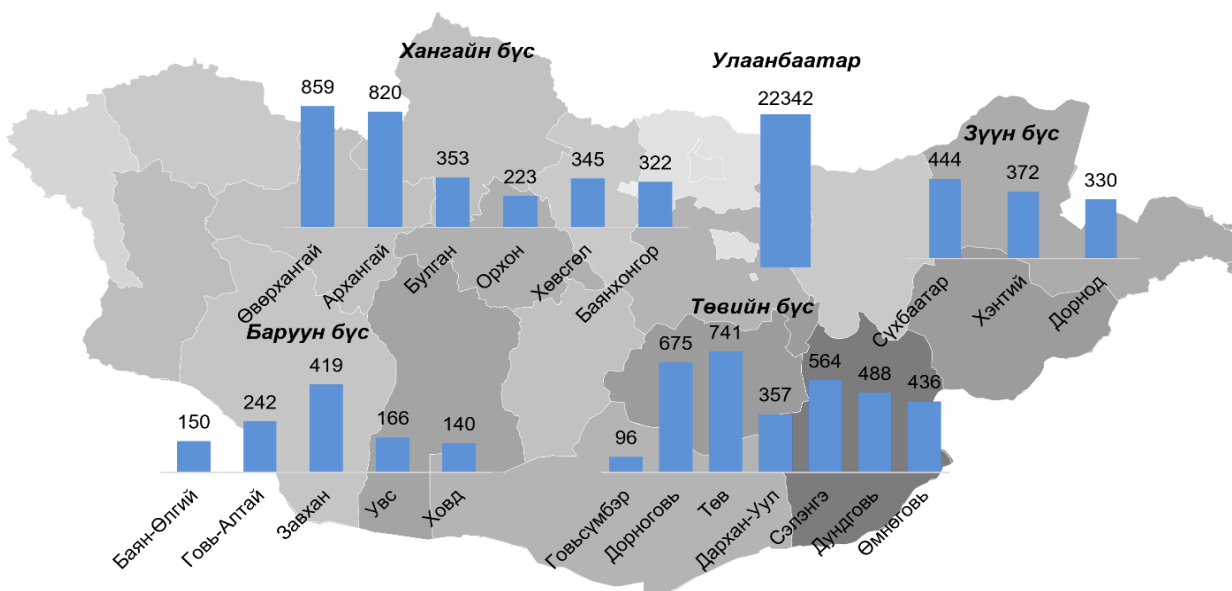 Хангайн бүс
859
820
353
223
345
322
Өвөрхангай
Архангай
Булган
Орхон
Хөвсгөл
Баянхонгор
Улаанбаатар
22342
Зүүн бүс
444
372
330
Сүхбаатар
Хэнтий
Дорнод
Баруун бүс
150
242
419
166
140
Баян-Өлгий
Говь-Алтай
Завхан
Увс
Ховд
Төвийн бүс
96
675
741
357
564
488
436
Говьсүмбэр
Дорноговь
Төв
Дархан-Уул
Сэлэнгэ
Дундговь
Өмнөговь